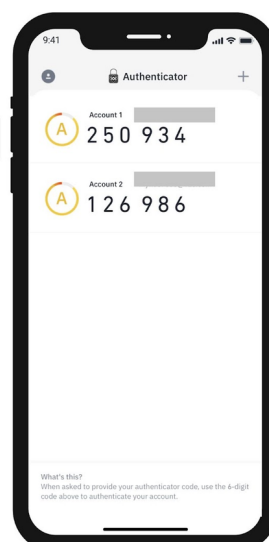 9:41
Authenticator
Account 1
250 934
A
Account 2
126 986
A
What's this?
When asked to provide your authenticator code, use the 6-digit
code above to authenticate your account.